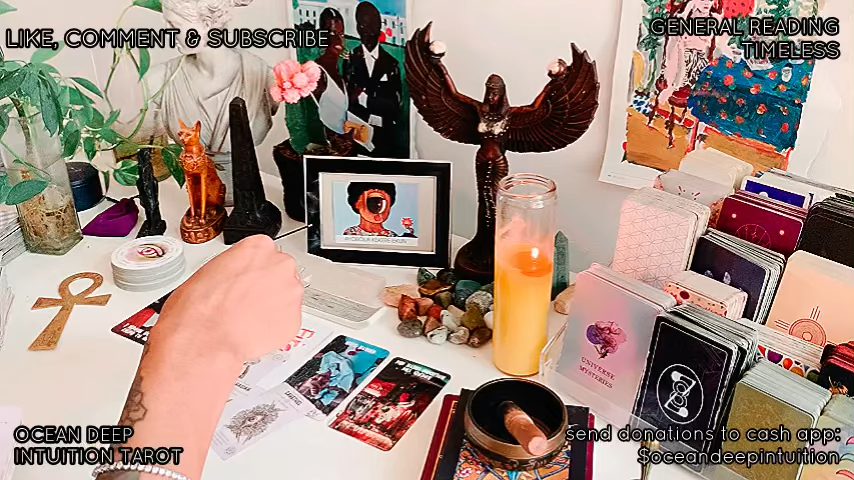 LIKE, COMMENT & SUBSCRIBE
GENERAL READING
TIMELESS
UNIVERSE
MYSTERIES
OCEAN DEEP
INTUITION TAROT
send donations to cash app:
$oceandeepintuition